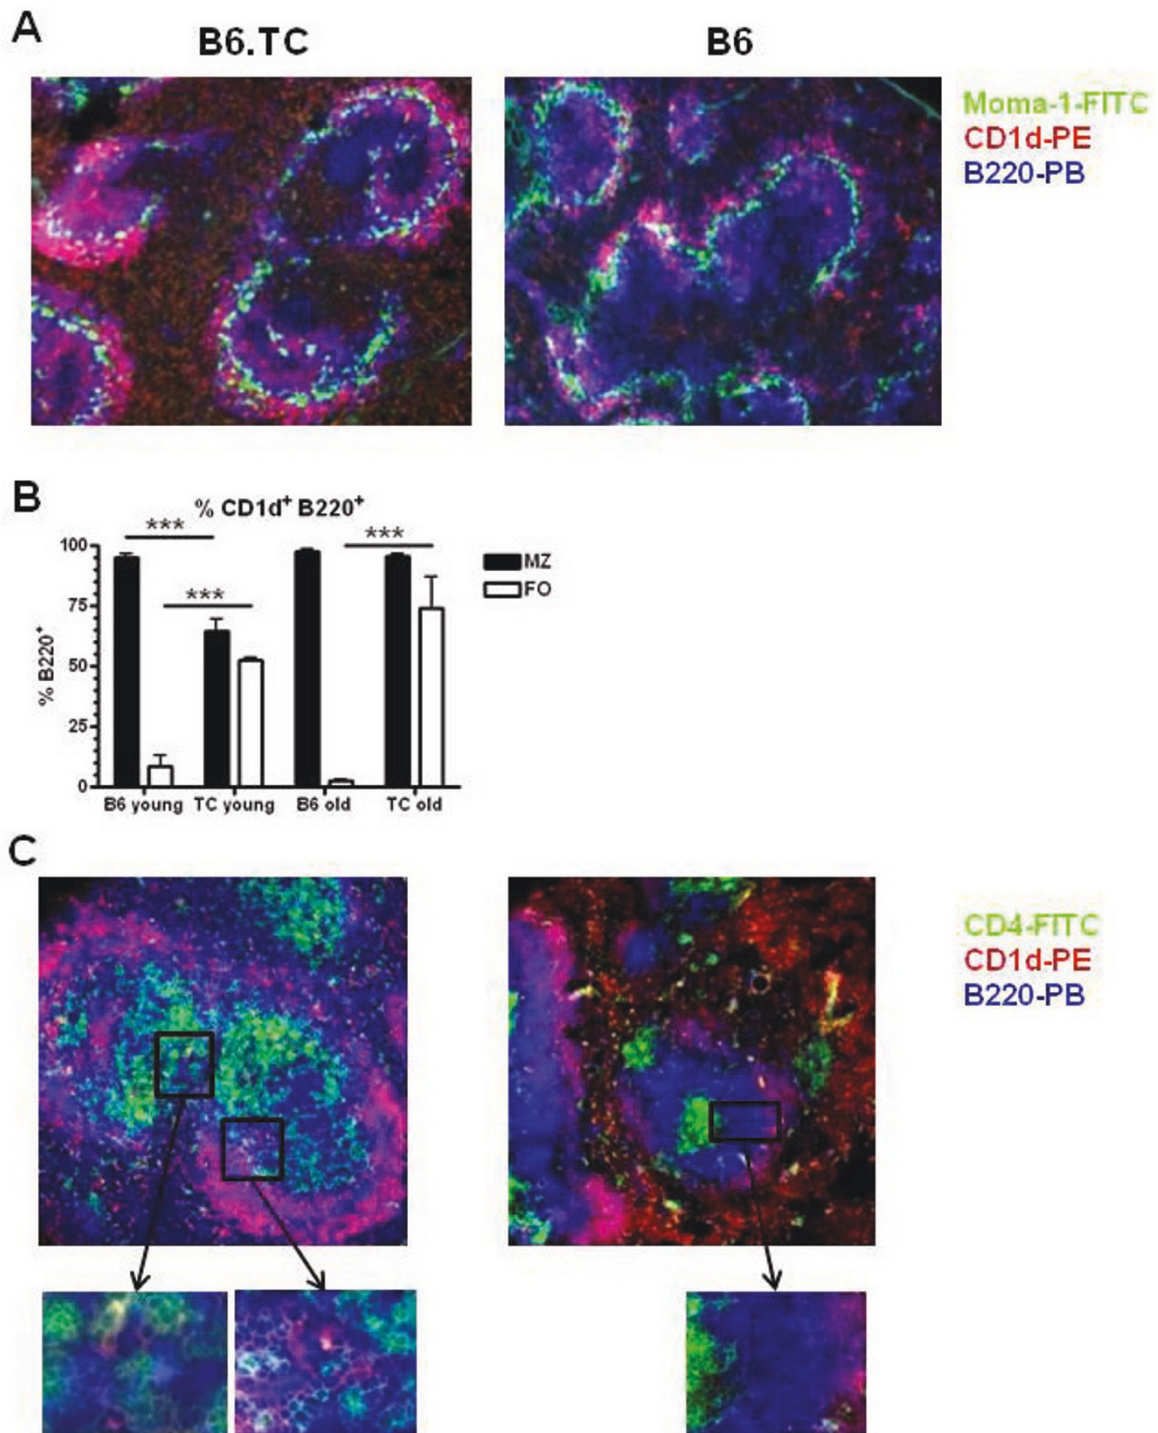 A
B6.TC
B6
Moma-1-FITC
CD1d-PE
B220-PB
B
% CD1d+ B220+
***
***
***
100
75
50
25
0
% B220+
MZ
FO
B6 young
TC young
B6 old
TC old
C
CD4-FITC
CD1d-PE
B220-PB